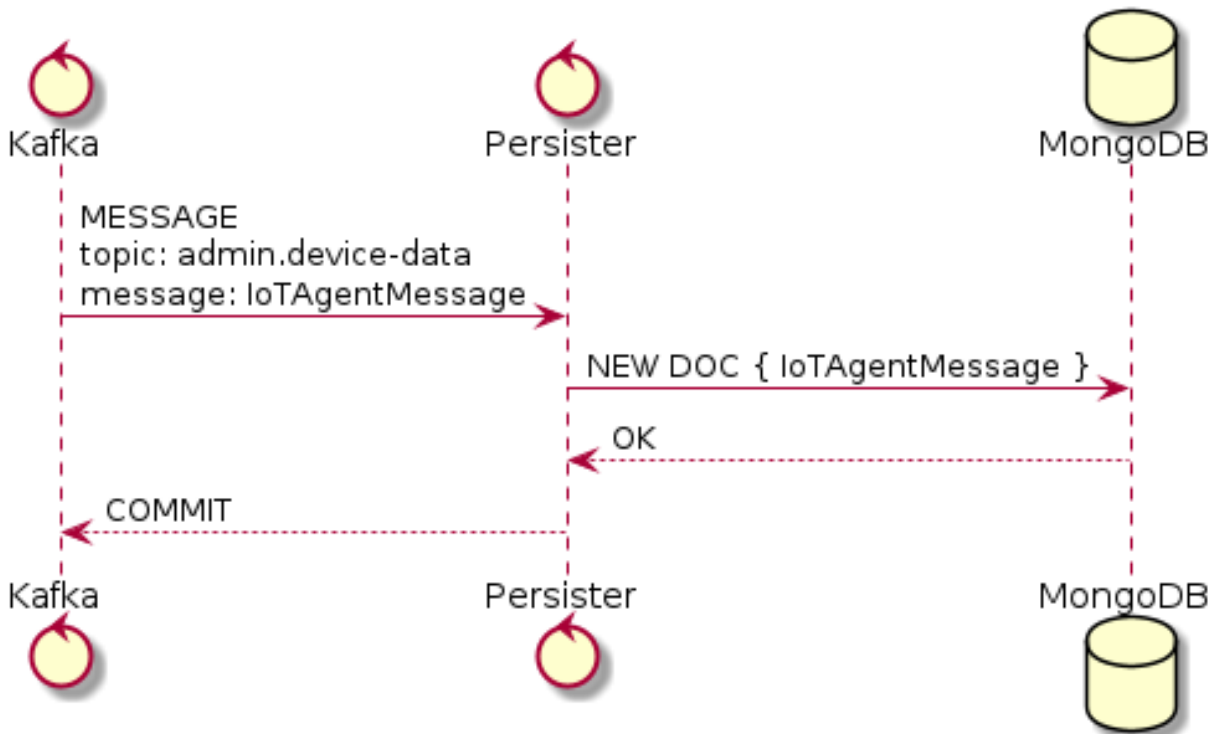 Kafka
Persister
MongoDB
MESSAGE
topic: admin.device-data
message: IoTAgentMessage
NEW DOC { IoTAgentMessage }
OK
COMMIT
Kafka
Persister
MongoDB